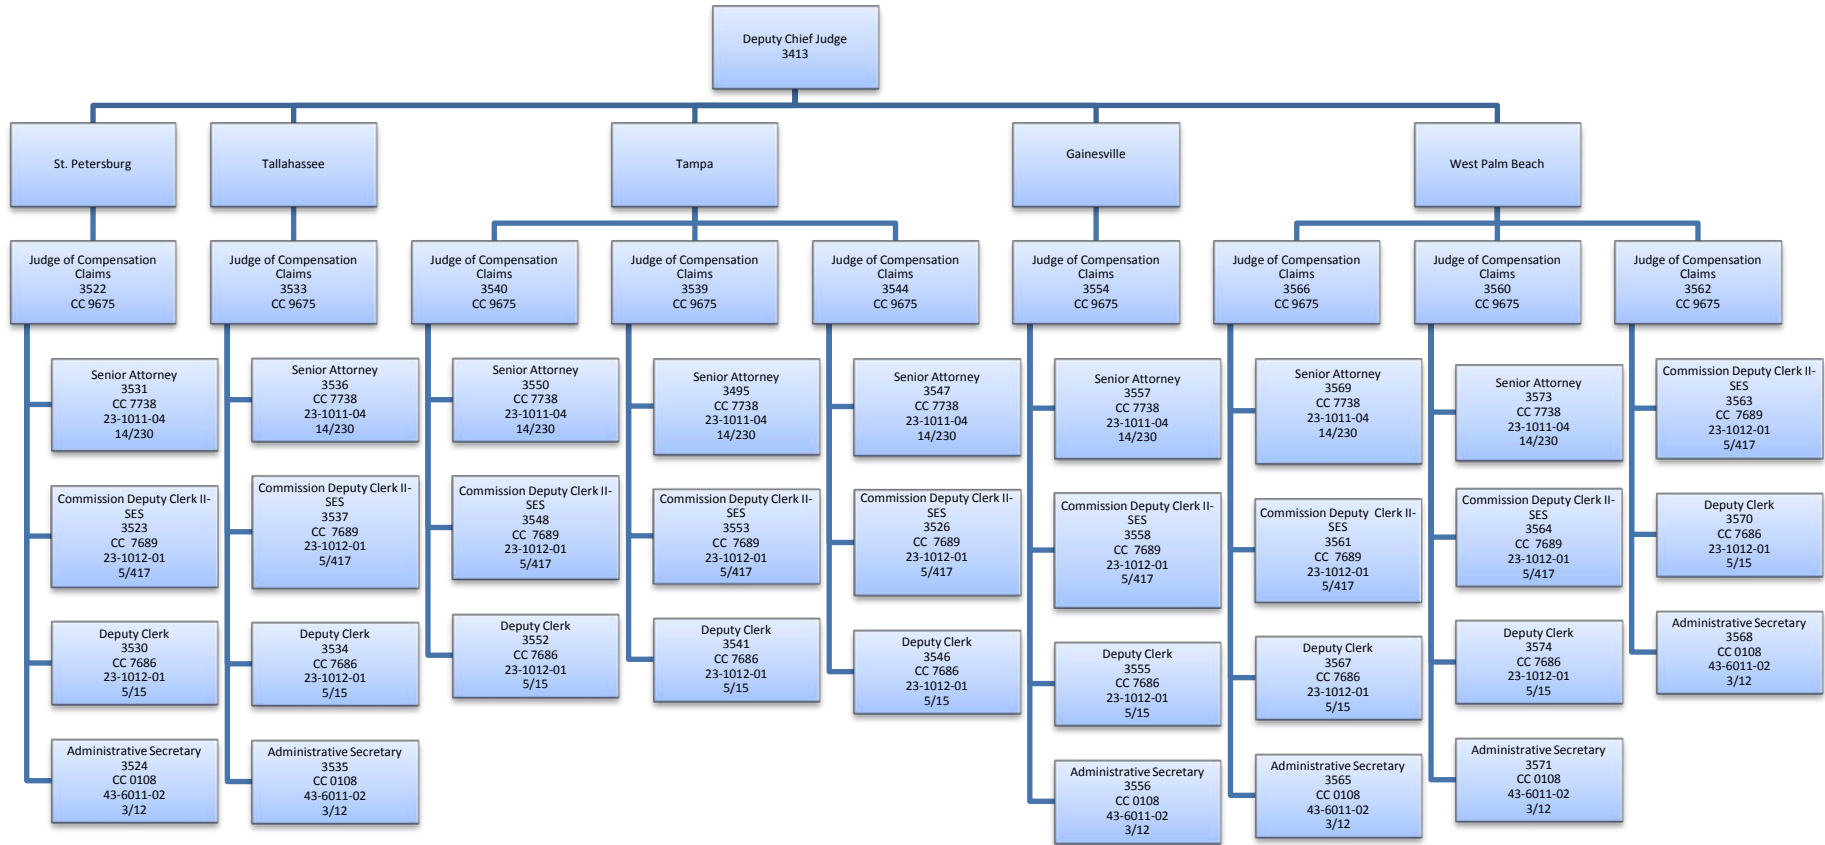 Deputy Chief Judge
3413
St. Petersburg
Tallahassee
Tampa
Gainesville
West Palm Beach
Judge of Compensation
Claims
3522
CC 9675
Judge of Compensation
Claims
3533
CC 9675
Judge of Compensation
Claims
3540
CC 9675
Judge of Compensation
Claims
3539
CC 9675
Judge of Compensation
Claims
3544
CC 9675
Judge of Compensation
Claims
3554
CC 9675
Judge of Compensation
Claims
3566
CC 9675
Judge of Compensation
Claims
3560
CC 9675
Judge of Compensation
Claims
3562
CC 9675
Senior Attorney
3531
CC 7738
23-1011-04
14/230
Senior Attorney
3536
CC 7738
23-1011-04
14/230
Senior Attorney
3550
CC 7738
23-1011-04
14/230
Senior Attorney
3495
CC 7738
23-1011-04
14/230
Senior Attorney
3547
CC 7738
23-1011-04
14/230
Senior Attorney
3557
CC 7738
23-1011-04
14/230
Senior Attorney
3569
CC 7738
23-1011-04
14/230
Senior Attorney
3573
CC 7738
23-1011-04
14/230
Commission Deputy Clerk II-
SES
3563
CC 7689
23-1012-01
5/417
Commission Deputy Clerk II-
SES
3523
CC 7689
23-1012-01
5/417
Commission Deputy Clerk II-
SES
3537
CC 7689
23-1012-01
5/417
Commission Deputy Clerk II-
SES
3548
CC 7689
23-1012-01
5/417
Commission Deputy Clerk II-
SES
3553
CC 7689
23-1012-01
5/417
Commission Deputy Clerk II-
SES
3526
CC 7689
23-1012-01
5/417
Commission Deputy Clerk II-
SES
3558
CC 7689
23-1012-01
5/417
Commission Deputy Clerk II-
SES
3561
CC 7689
23-1012-01
5/417
Commission Deputy Clerk II-
SES
3564
CC 7689
23-1012-01
5/417
Deputy Clerk
3570
CC 7686
23-1012-01
5/15
Deputy Clerk
3530
CC 7686
23-1012-01
5/15
Deputy Clerk
3534
CC 7686
23-1012-01
5/15
Deputy Clerk
3552
CC 7686
23-1012-01
5/15
Deputy Clerk
3541
CC 7686
23-1012-01
5/15
Deputy Clerk
3546
CC 7686
23-1012-01
5/15
Deputy Clerk
3555
CC 7686
23-1012-01
5/15
Deputy Clerk
3567
CC 7686
23-1012-01
5/15
Deputy Clerk
3574
CC 7686
23-1012-01
5/15
Administrative Secretary
3568
CC 0108
43-6011-02
3/12
Administrative Secretary
3524
CC 0108
43-6011-02
3/12
Administrative Secretary
3535
CC 0108
43-6011-02
3/12
Administrative Secretary
3556
CC 0108
43-6011-02
3/12
Administrative Secretary
3565
CC 0108
43-6011-02
3/12
Administrative Secretary
3571
CC 0108
43-6011-02
3/12